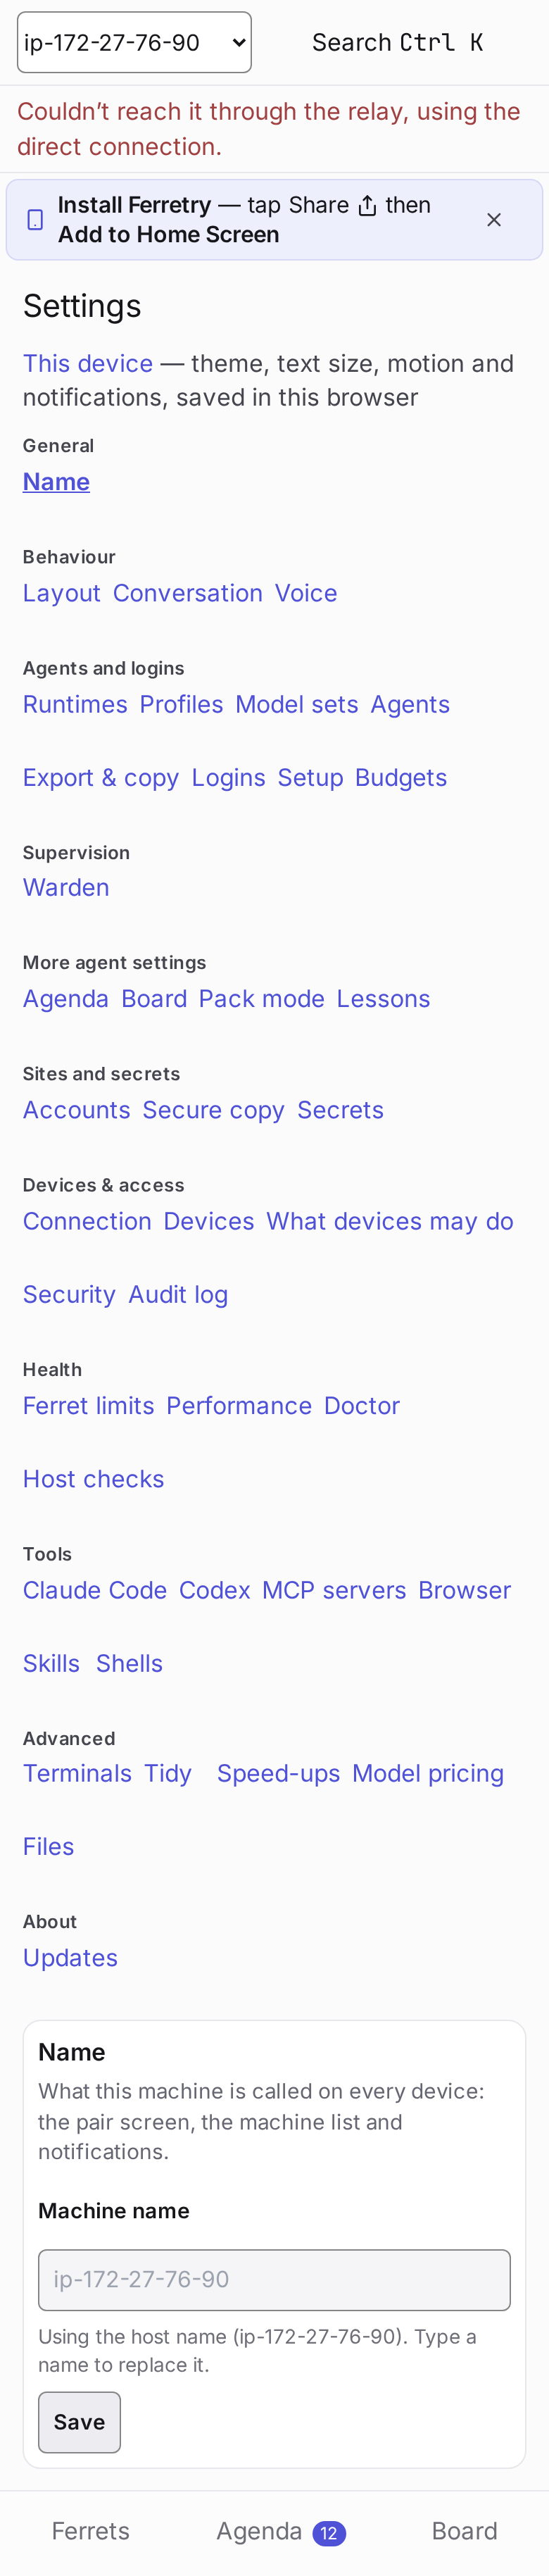 ip-172-27-76-90 Search Ctrl K
Couldn’t reach it through the relay, using the
direct connection.
Install Ferretry — tap Share then
Add to Home Screen
Settings
This device — theme, text size, motion and
notifications, saved in this browser
General
Name
Behaviour
Layout Conversation Voice
Agents and logins
Runtimes Profiles Model sets Agents
Export & copy Logins Setup Budgets
Supervision
Warden
More agent settings
Agenda Board Pack mode Lessons
Sites and secrets
Accounts Secure copy Secrets
Devices & access
Connection Devices What devices may do
Security Audit log
Health
Ferret limits Performance Doctor
Host checks
Tools
Claude Code Codex MCP servers Browser
Skills Shells
Advanced
Terminals Tidy Speed-ups Model pricing
Files
About
Updates
Name
What this machine is called on every device:
the pair screen, the machine list and
notifications.
Machine name
ip-172-27-76-90
Using the host name (ip-172-27-76-90). Type a
name to replace it.
Save
Ferrets Agenda 12 Board